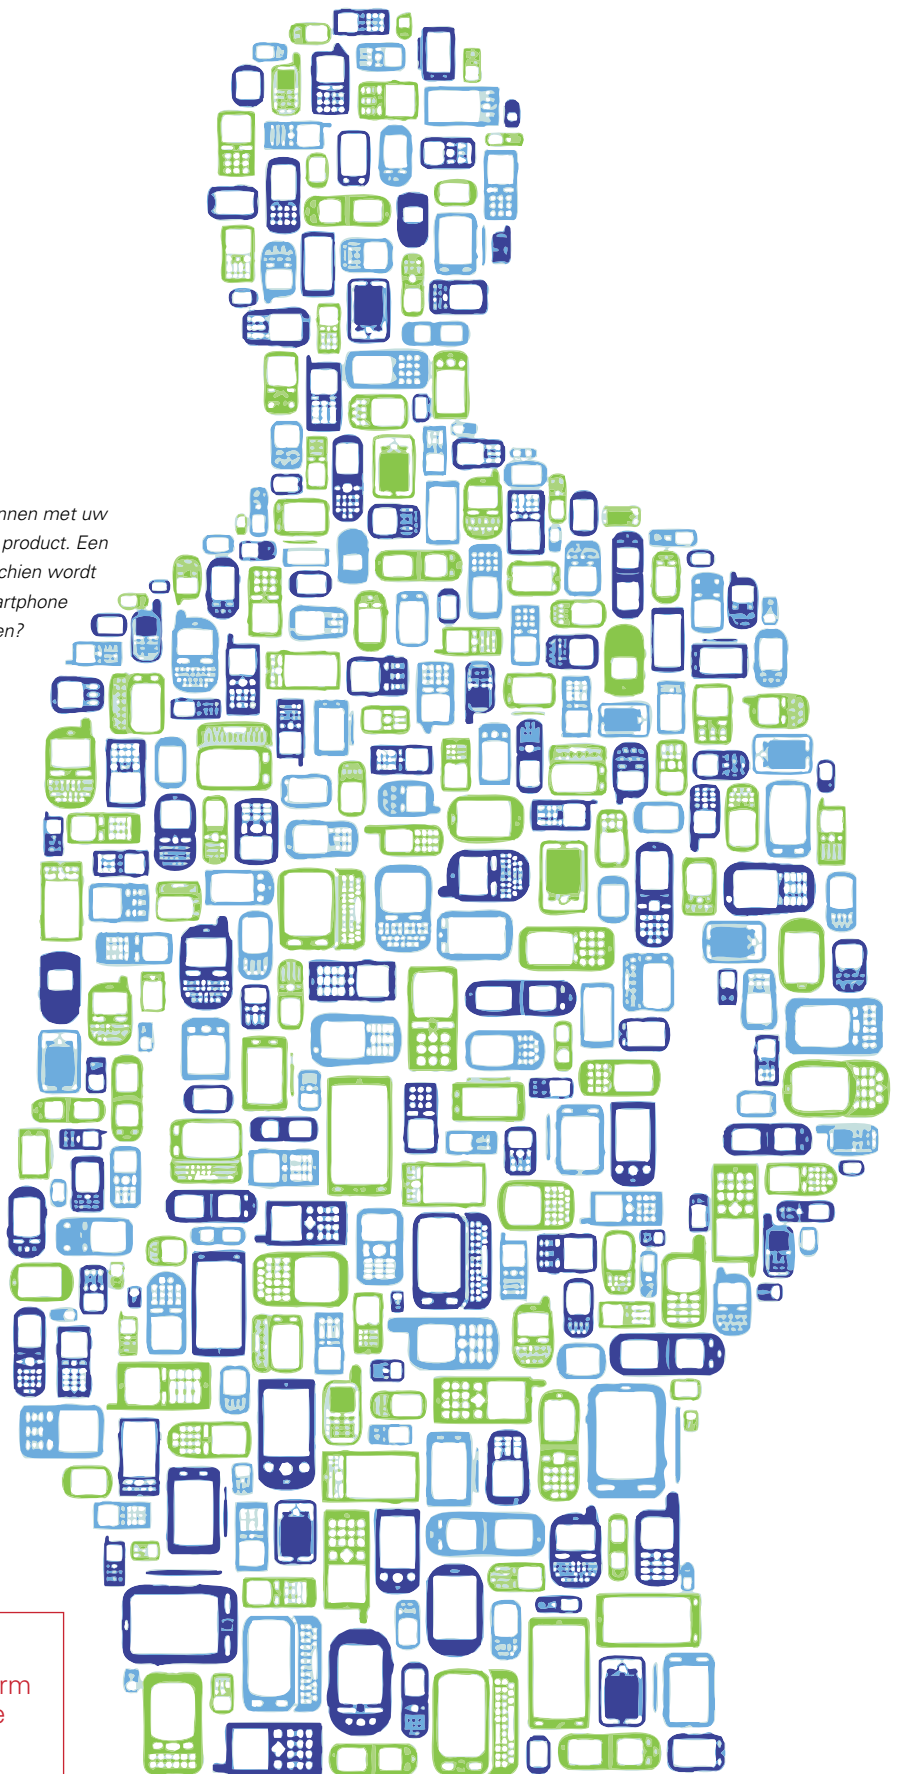 nnen met uw
product. Een
chien wordt
artphone
en?
rm
e